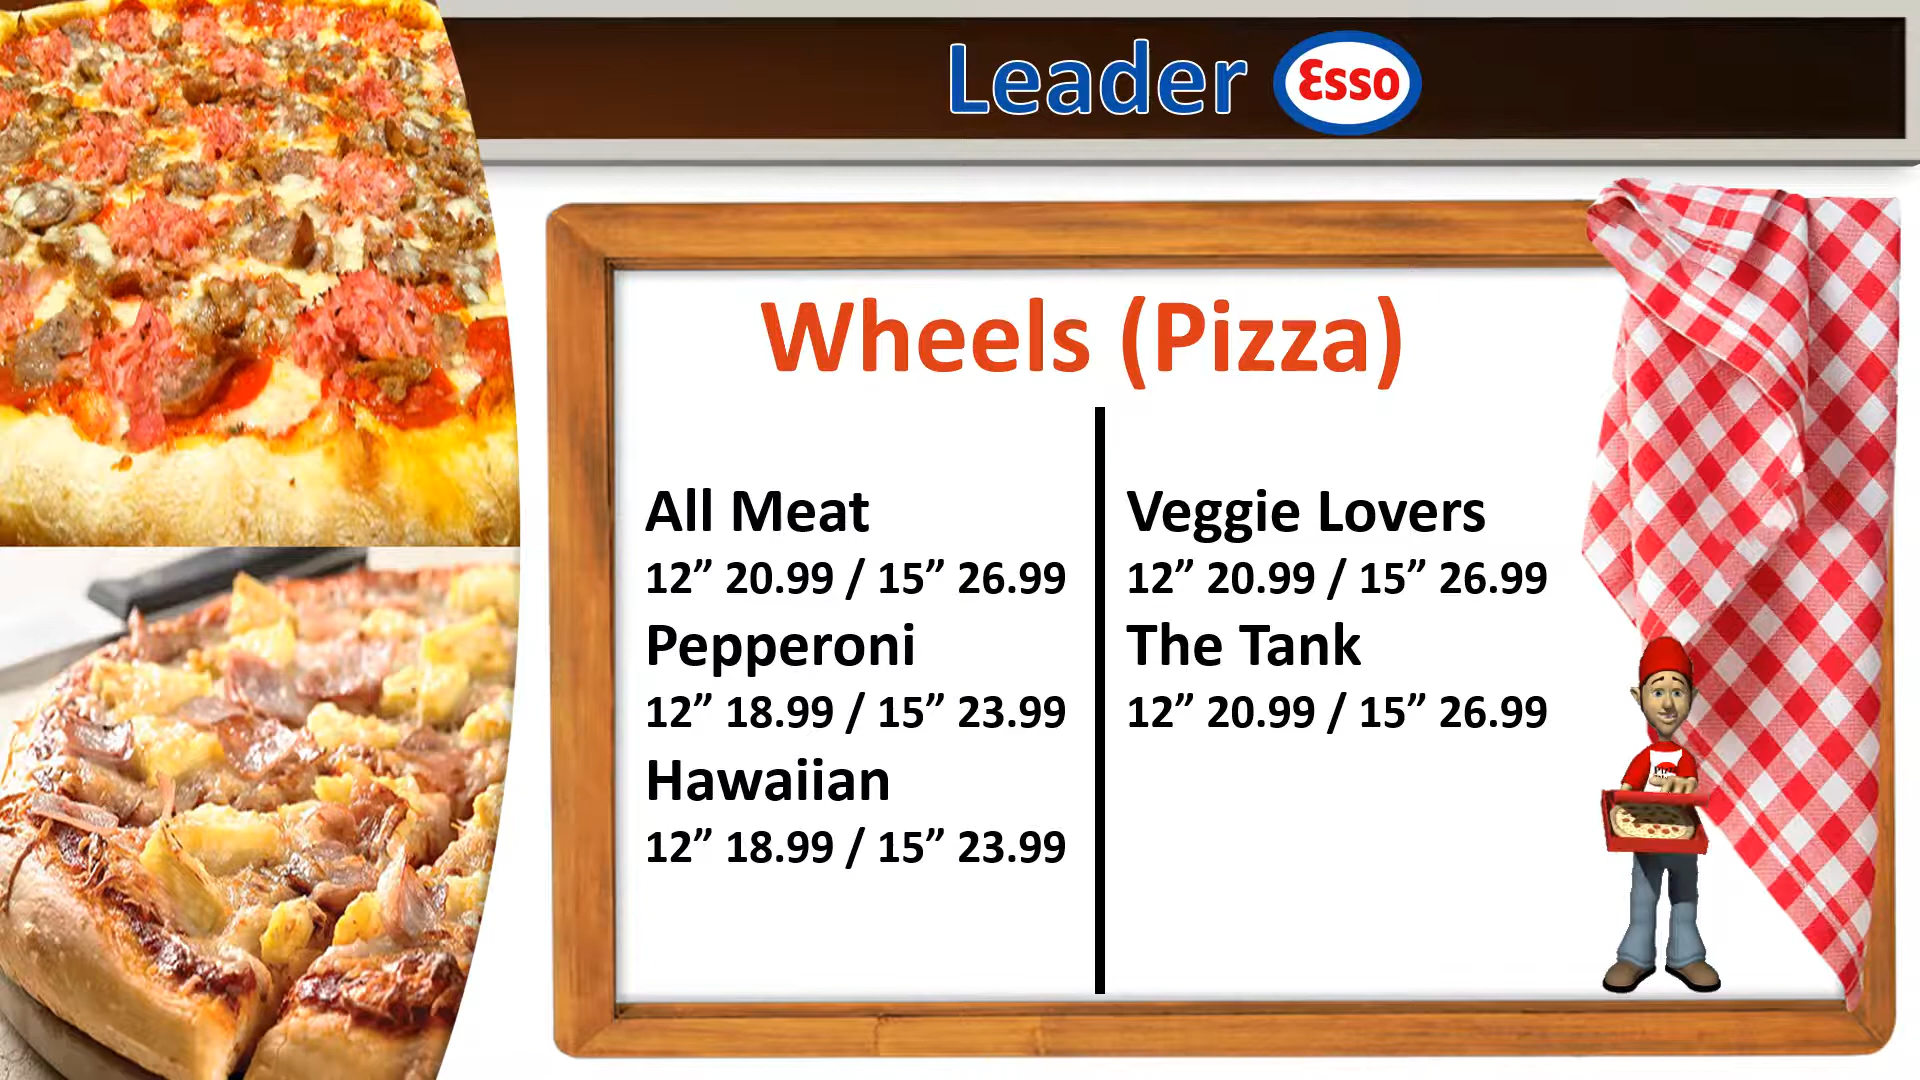 Leader Esso
Wheels (Pizza)
All Meat
12” 20.99 / 15” 26.99
Pepperoni
12” 18.99 / 15” 23.99
Hawaiian
12” 18.99 / 15” 23.99
Veggie Lovers
12” 20.99 / 15” 26.99
The Tank
12” 20.99 / 15” 26.99